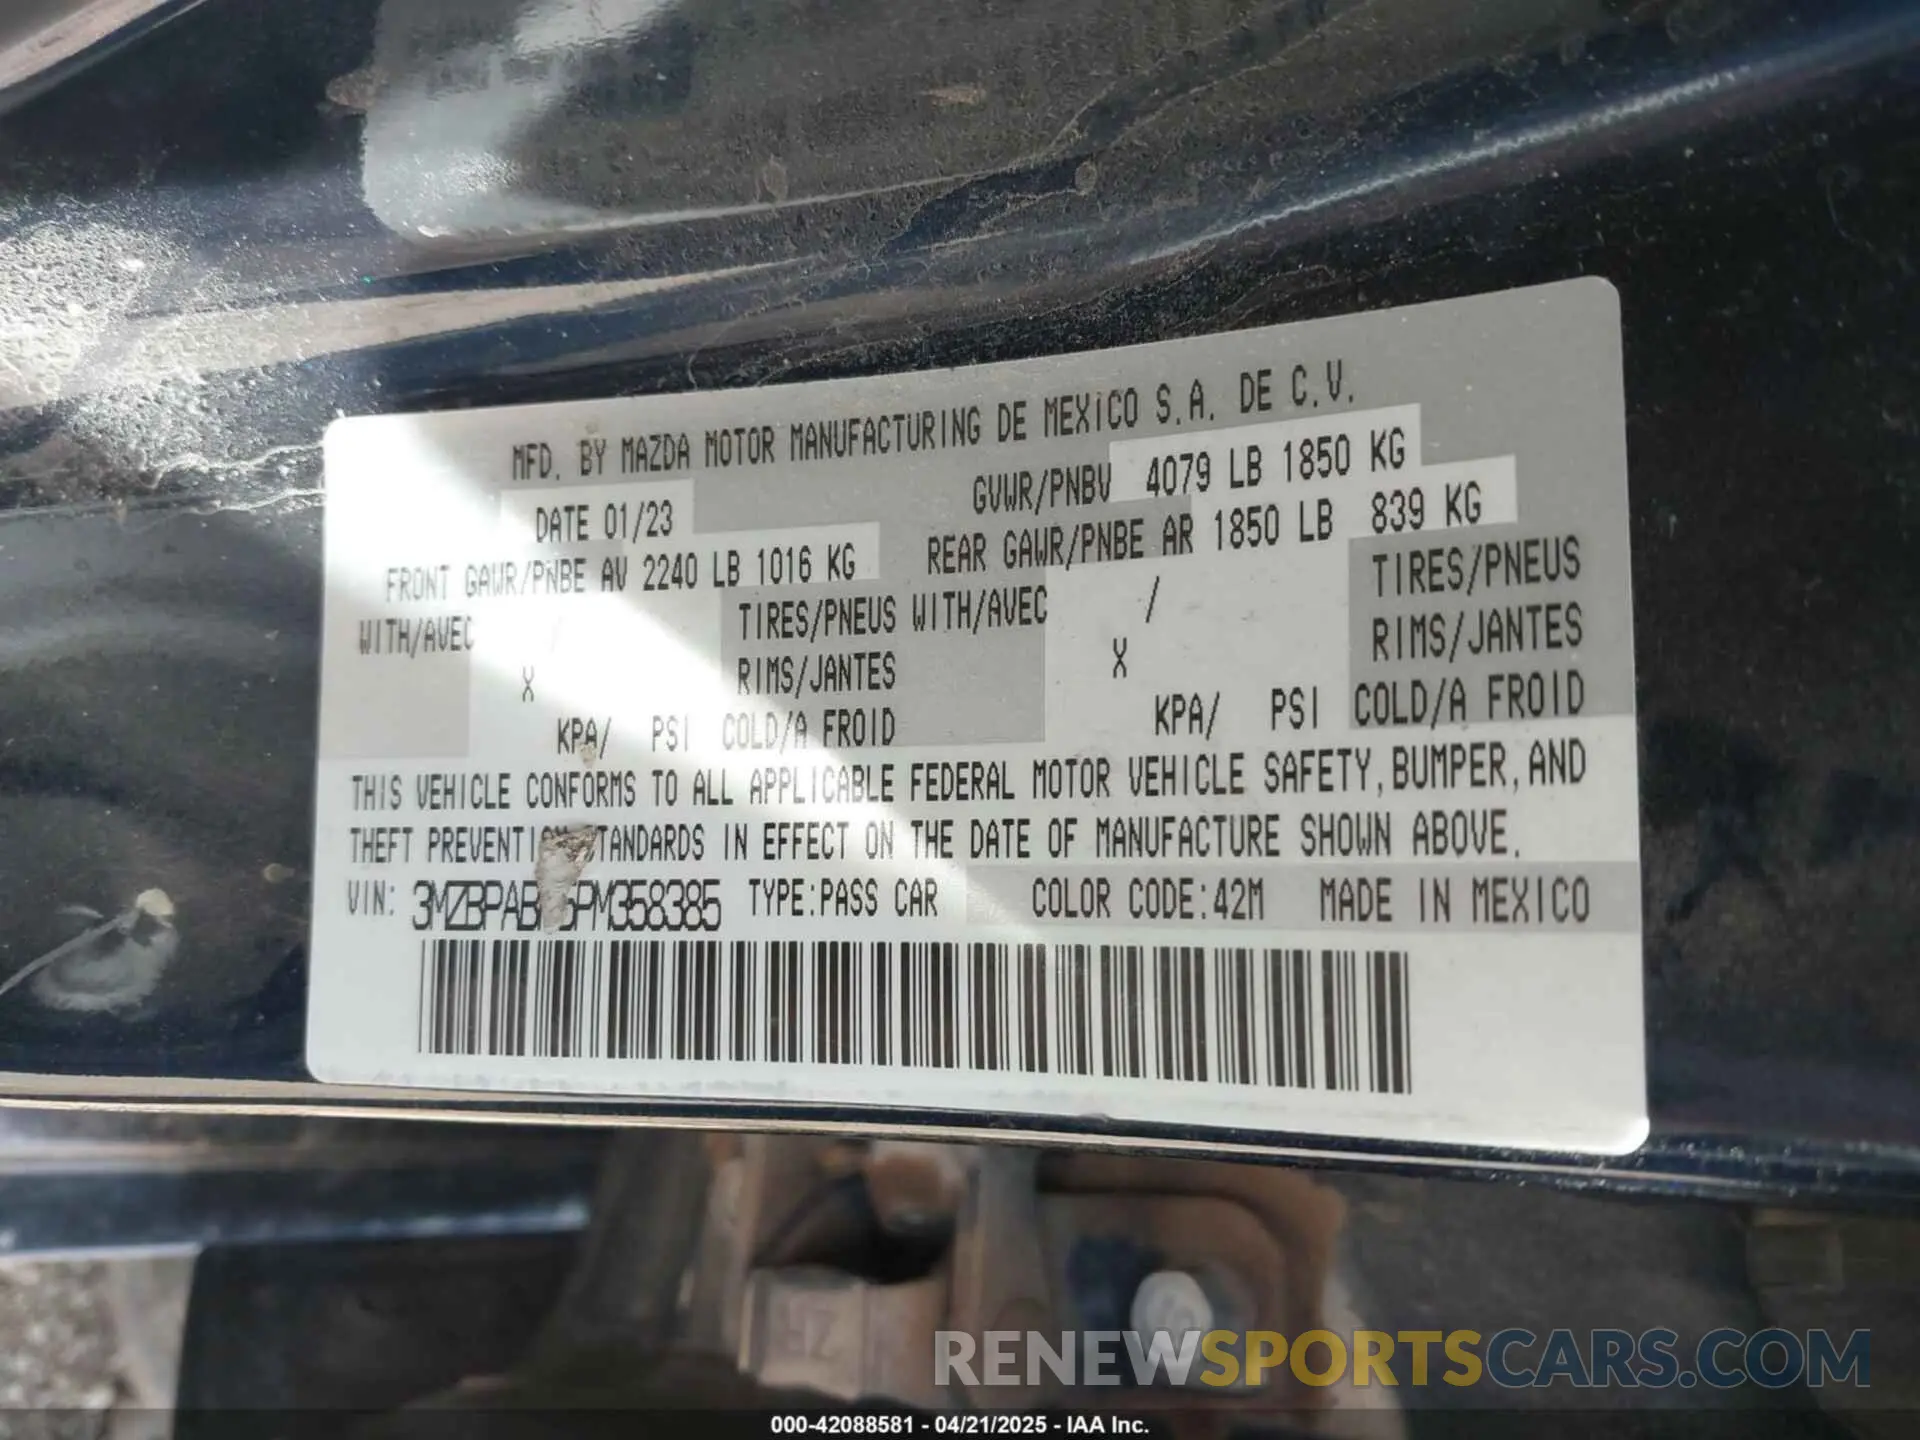 MFD. BY MAZDA MOTOR MANUFACTURING DE MEXICO S.A. DE C.V.
DATE 01/23 GVWR/PNBV 4079 LB 1850 KG
FRONT GAWR/PNBE AV 2240 LB 1016 KG REAR GAWR/PNBE AR 1850 LB 839 KG
WITH/AVEC / TIRES/PNEUS WITH/AVEC / TIRES/PNEUS
X RIMS/JANTES X RIMS/JANTES
KPA/ PSI COLD/A FROID KPA/ PSI COLD/A FROID
THIS VEHICLE CONFORMS TO ALL APPLICABLE FEDERAL MOTOR VEHICLE SAFETY, BUMPER, AND
THEFT PREVENTION STANDARDS IN EFFECT ON THE DATE OF MANUFACTURE SHOWN ABOVE.
VIN: TYPE:PASS CAR COLOR CODE:42M MADE IN MEXICO
RENEWSPORTSCARS.COM
000-42088581 - 04/21/2025 - IAA Inc.